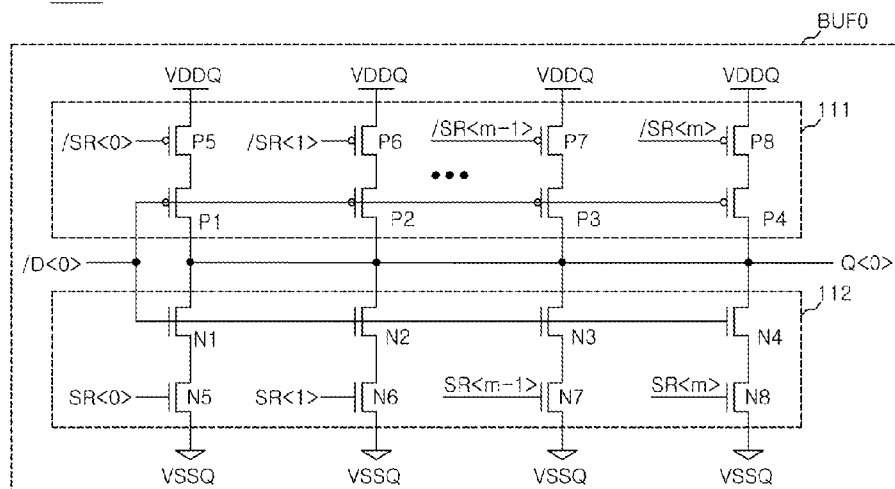 BUF0
VDDQ VDDQ VDDQ VDDQ
111
/SR<0> P5 /SR<1> P6 /SR<m-1> P7 /SR<m> P8
P1 P2 P3 P4
/D<0> Q<0>
112
N1 N2 N3 N4
SR<0> N5 SR<1> N6 SR<m-1> N7 SR<m> N8
VSSQ VSSQ VSSQ VSSQ